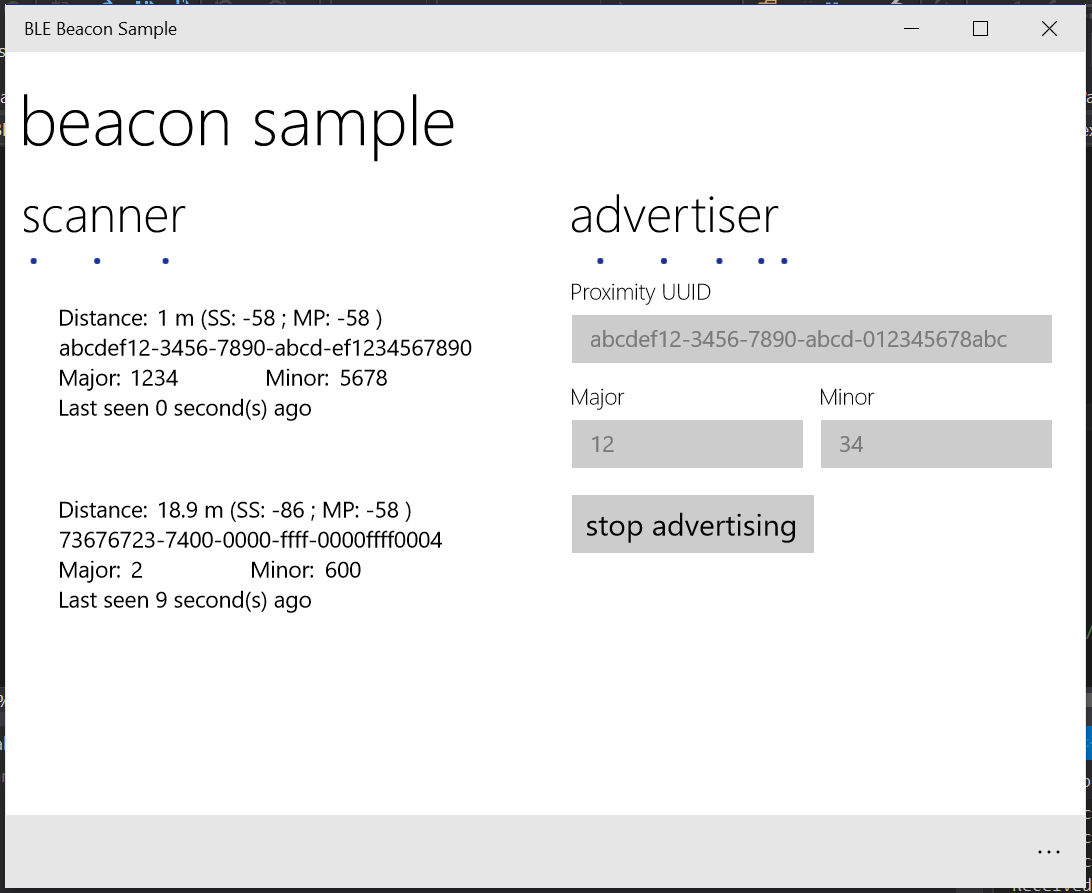 BLE Beacon Sample
beacon sample
scanner
Distance: 1 m (SS: -58 ; MP: -58 )
abcdef12-3456-7890-abcd-ef1234567890
Major: 1234 Minor: 5678
Last seen 0 second(s) ago
Distance: 18.9 m (SS: -86 ; MP: -58 )
73676723-7400-0000-ffff-0000ffff0004
Major: 2 Minor: 600
Last seen 9 second(s) ago
advertiser
Proximity UUID
abcdef12-3456-7890-abcd-012345678abc
Major Minor
12 34
stop advertising
...